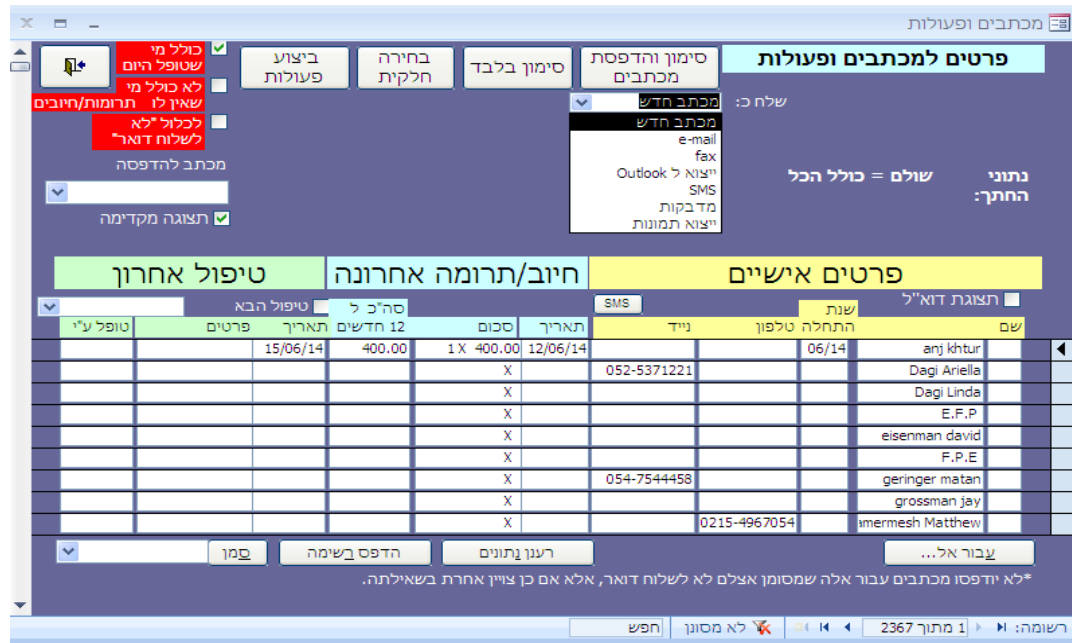 מכתבים ופעולות
פרטים למכתבים ופעולות
סימון והדפסת
מכתבים
סימון בלבד
בחירה
חלקית
ביצוע
פעולות
כולל מי
שטופל היום
לא כולל מי
שאין לו תרומות/חיובים
לכלול "לא
לשלוח דואר"
מכתב להדפסה
תצוגה מקדימה
שלח כ:
מכתב חדש
מכתב חדש
e-mail
fax
ייצוא ל Outlook
SMS
מדבקות
ייצוא תמונות
נתוני
החתך:
שולם = כולל הכל
פרטים אישיים
חיוב/תרומה אחרונה
טיפול אחרון
תצוגת דוא''ל
SMS
טיפול הבא
שם
שנת
התחלה
טלפון
נייד
תאריך
סכום
סה"כ ל
12 חדשים
תאריך
פרטים
טופל ע"י
anj khtur 06/14 12/06/14 1 X 400.00 400.00 15/06/14
Dagi Ariella 052-5371221 X
Dagi Linda X
E.F.P X
eisenman david X
F.P.E X
geringer matan 054-7544458 X
grossman jay X
amermesh Matthew 0215-4967054 X
עבור אל...
רענן נתונים
הדפס רשימה
סמן
*לא יודפסו מכתבים עבור אלה שמסומן אצלם לא לשלוח דואר, אלא אם כן צויין אחרת בשאילתה.
רשומה: 1 מתוך 2367 לא מסונן חפש